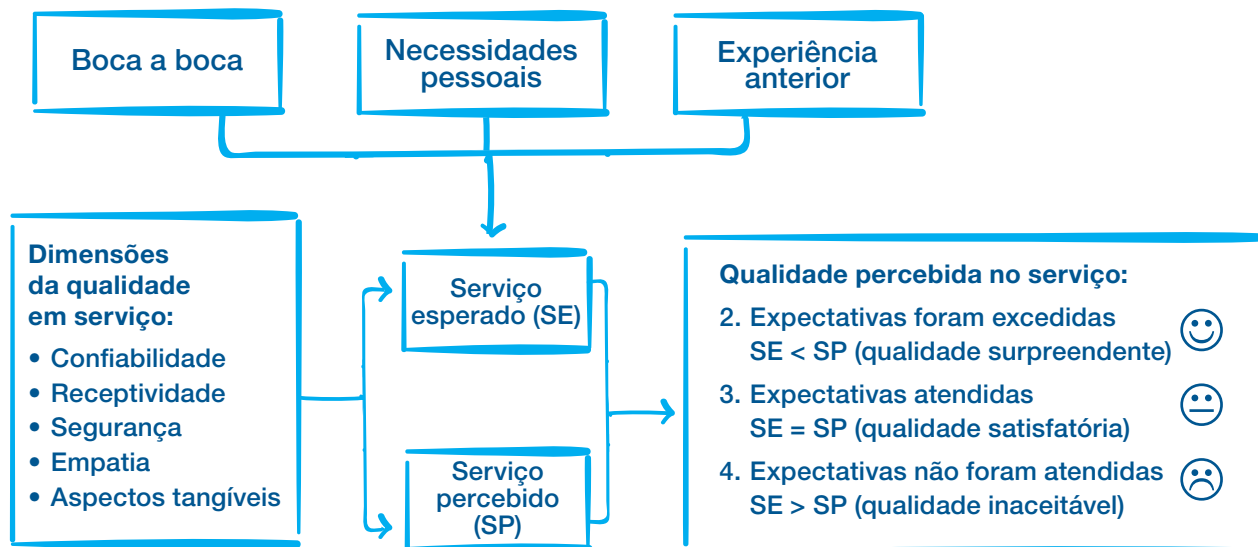 Boca a boca
Necessidades
pessoais
Experiência
anterior
Dimensões
da qualidade
em serviço:
• Confiabilidade
• Receptividade
• Segurança
• Empatia
• Aspectos tangíveis
Serviço
esperado (SE)
Serviço
percebido
(SP)
Qualidade percebida no serviço:
2. Expectativas foram excedidas
SE < SP (qualidade surpreendente)
3. Expectativas atendidas
SE = SP (qualidade satisfatória)
4. Expectativas não foram atendidas
SE > SP (qualidade inaceitável)